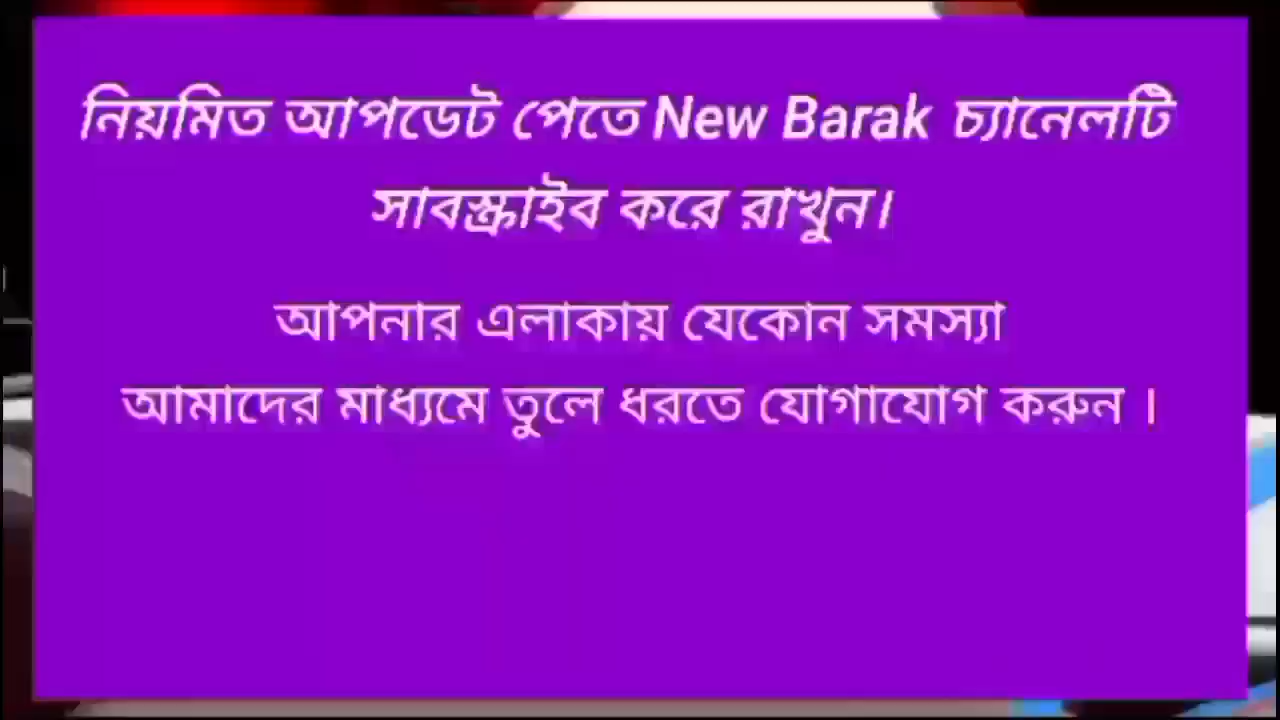 নিয়মিত আপডেট পেতে New Barak চ্যানেলটি
সাবস্ক্রাইব করে রাখুন।
আপনার এলাকায় যেকোন সমস্যা
আমাদের মাধ্যমে তুলে ধরতে যোগাযোগ করুন ।